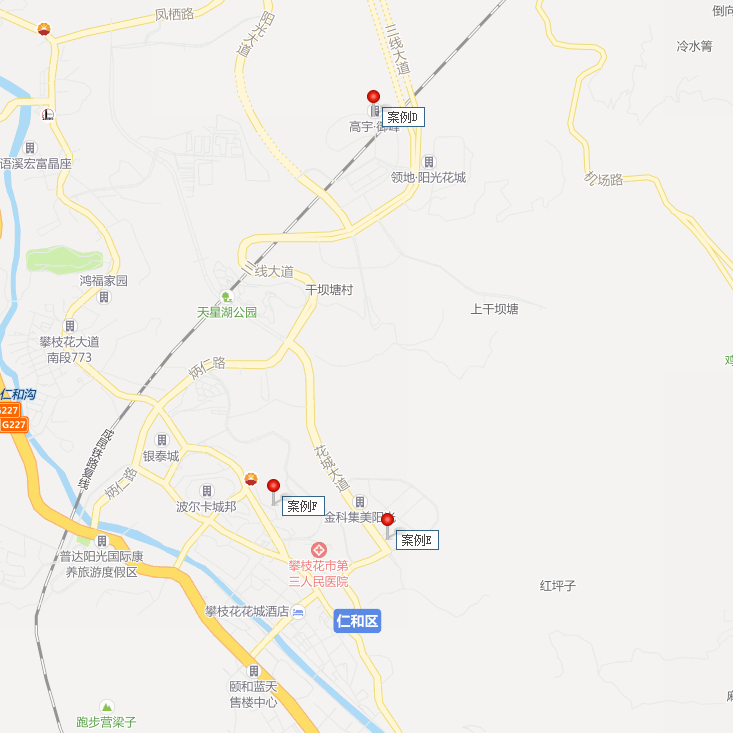 凤栖路
阳光大道
三线大道
倒向
冷水箐
案例D
高宇·御峰
语溪宏富晶座
领地·阳光花城
场路
鸿福家园
三线大道
干坝塘村
天星湖公园
上干坝塘
攀枝花大道
南段773
炳仁路
仁和沟
G227
G227
成昆铁路复线
银泰城
花城大道
炳仁路
波尔卡城邦
案例F
金科集美阳光
案例E
普达阳光国际康
养旅游度假区
攀枝花市第
三人民医院
红坪子
攀枝花花城酒店
仁和区
颐和蓝天
售楼中心
跑步营梁子